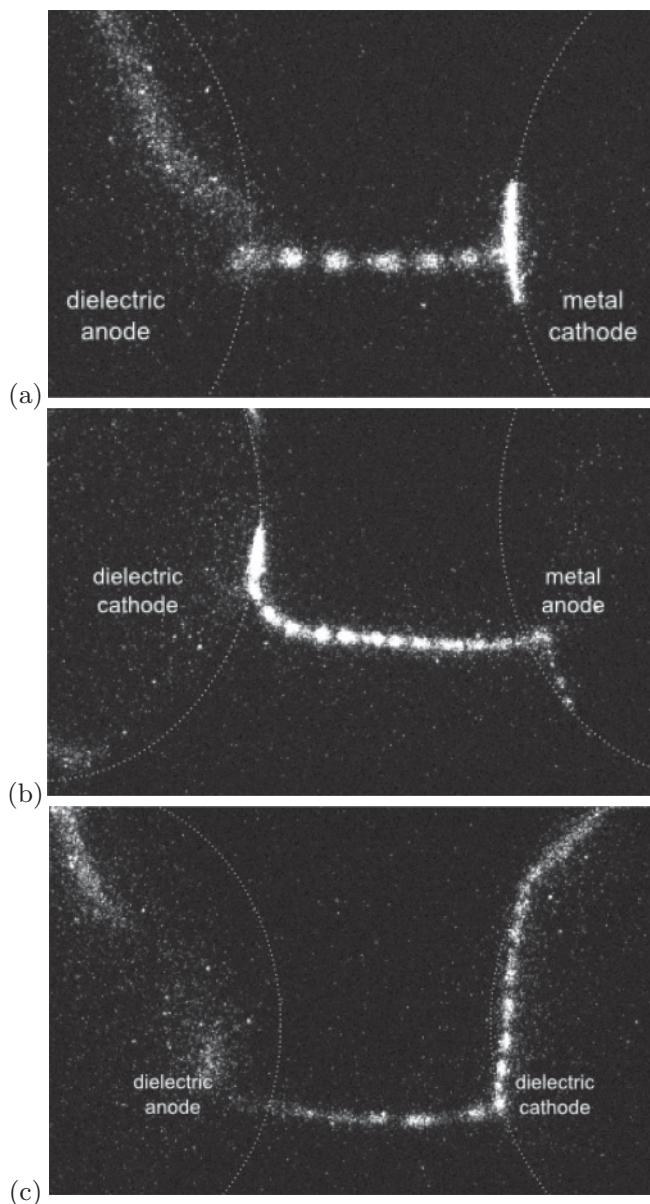 dielectric
anode
metal
cathode
(a)
dielectric
cathode
metal
anode
(b)
dielectric
anode
dielectric
cathode
(c)